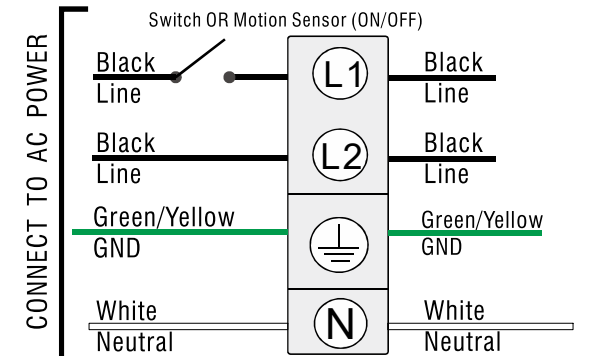 Switch OR Motion Sensor (ON/OFF)
CONNECT TO AC POWER
Black
Line
L1
Black
Line
Black
Line
L2
Black
Line
Green/Yellow
GND
Green/Yellow
GND
White
Neutral
N
White
Neutral